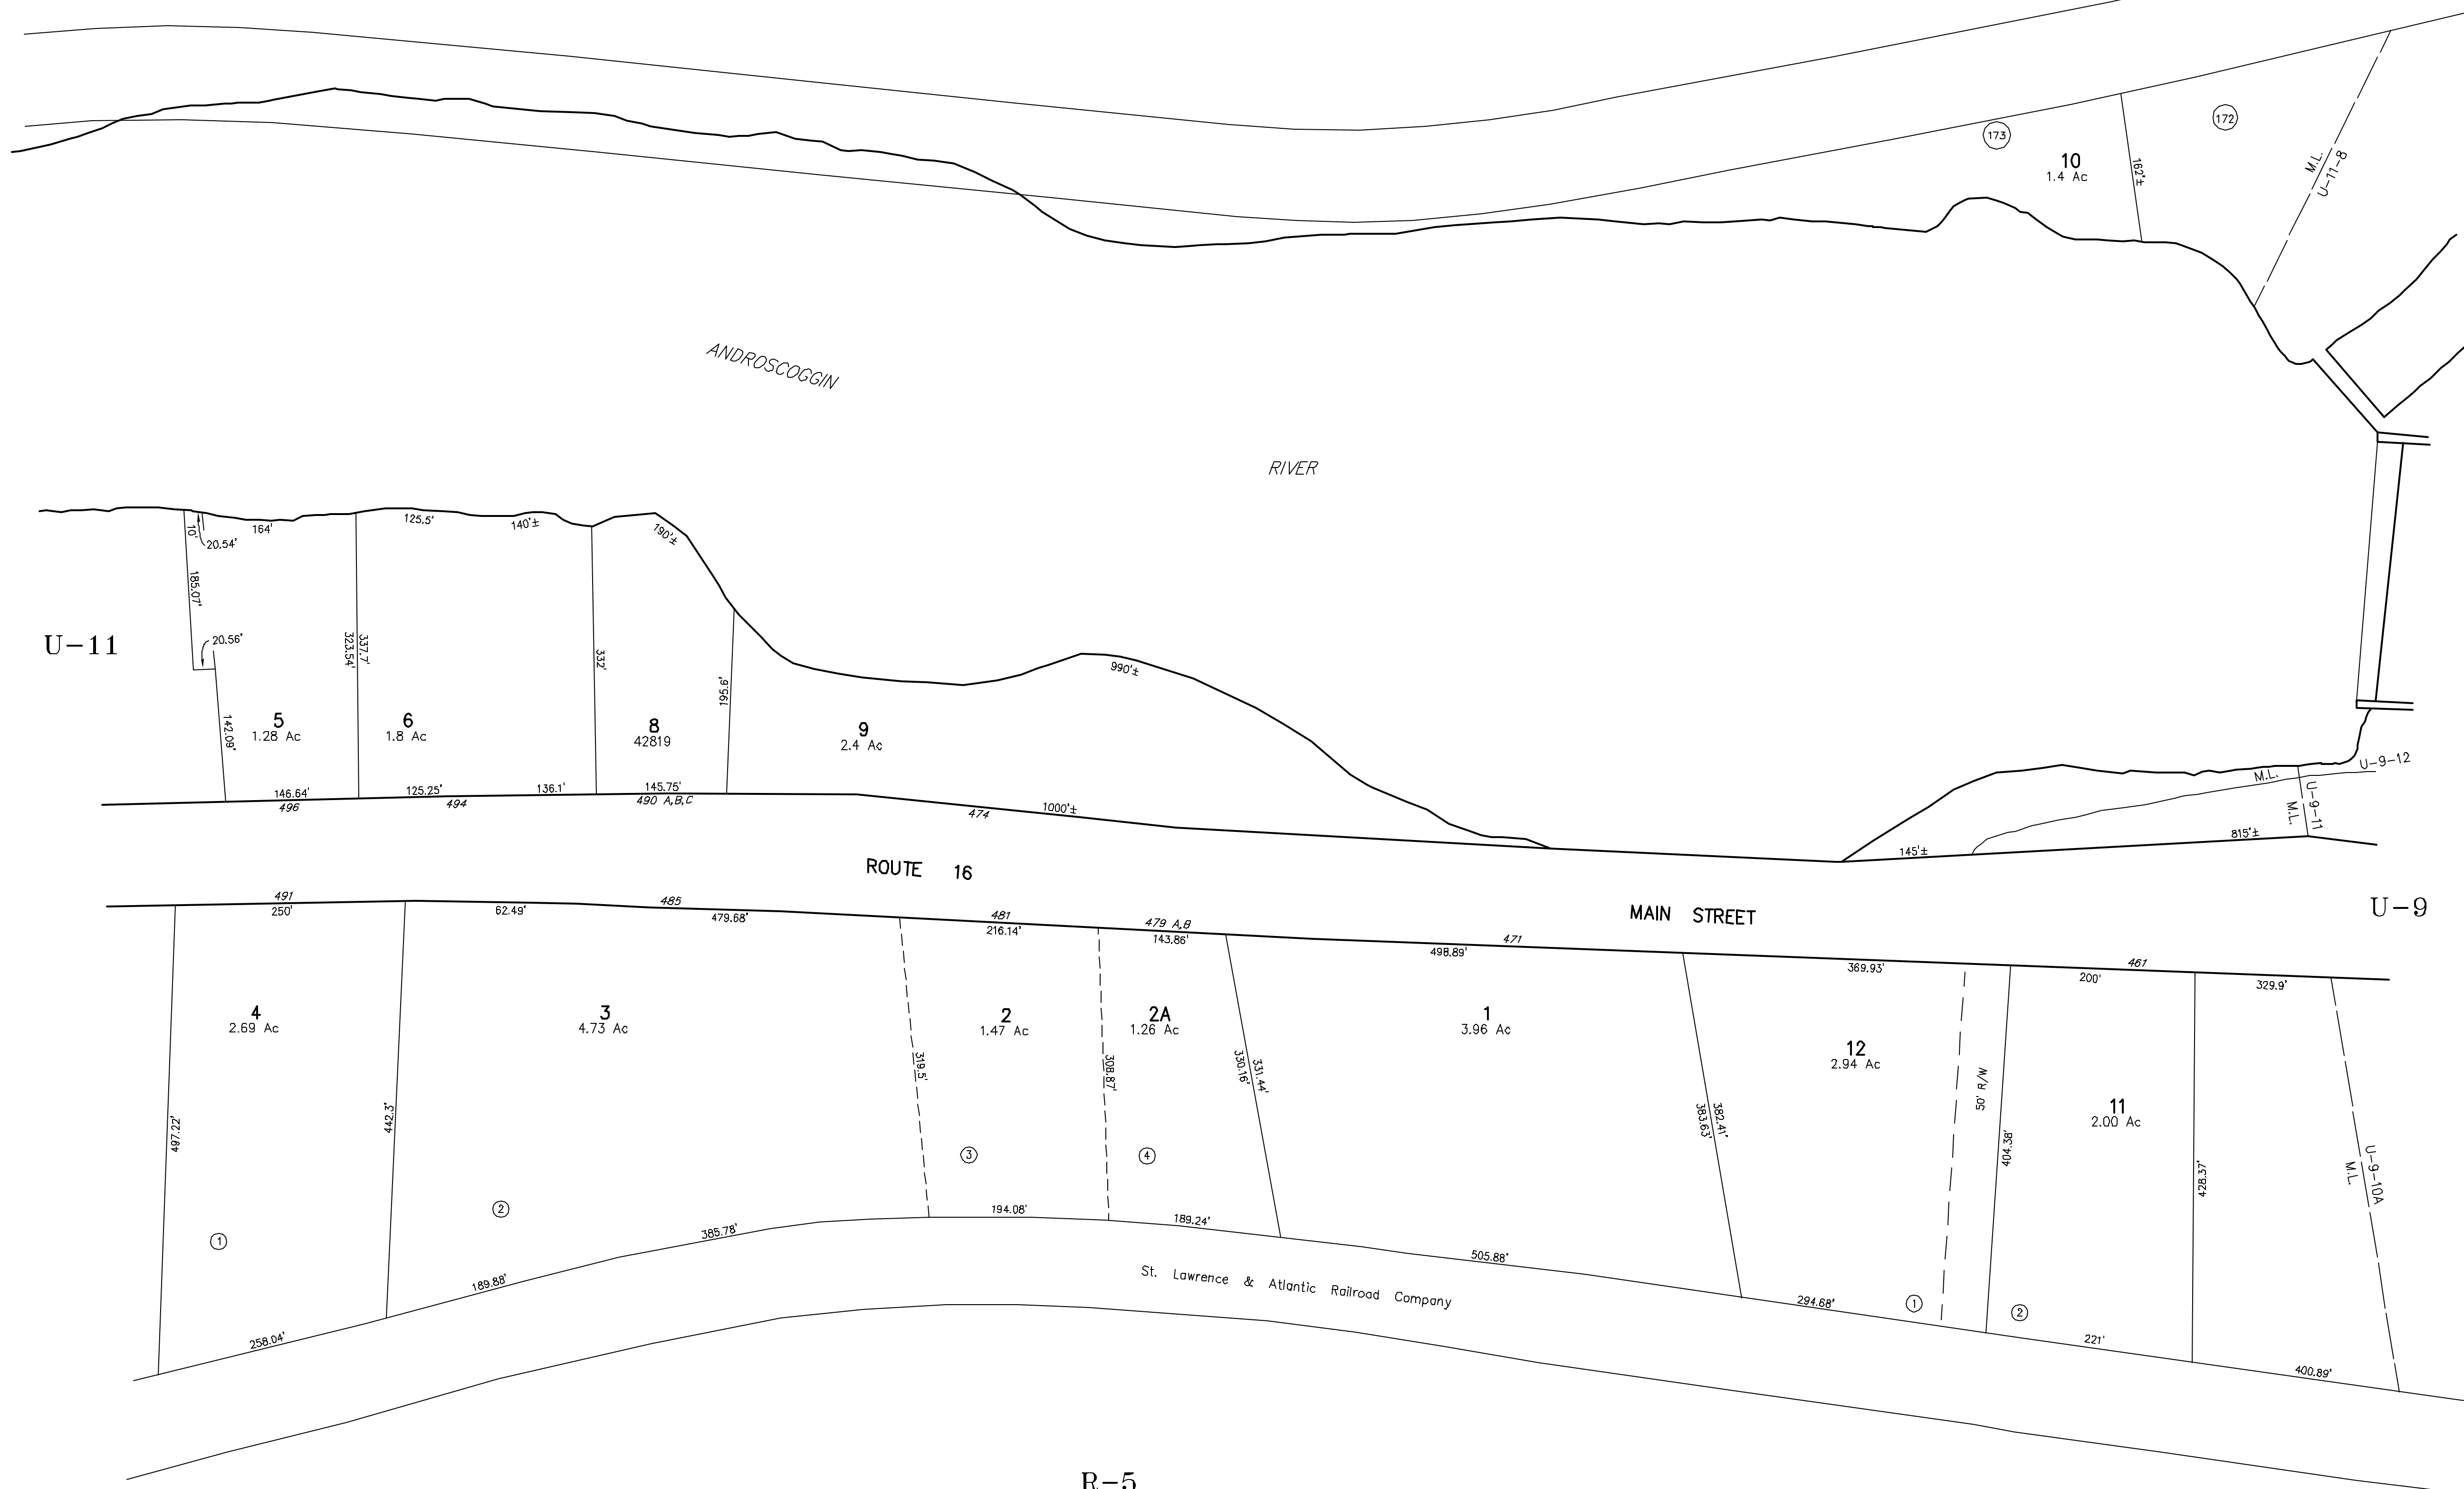 172
173
10
1.4 Ac
162'±
M.L.
U-11-8
ANDROSCOGGIN
RIVER
164'
125.5'
140'±
190'±
10'
20.54'
185.07'
20.56'
U-11
323.54'
337.7'
332'
195.6'
990'±
142.09'
5
1.28 Ac
6
1.8 Ac
8
42819
9
2.4 Ac
U-9-12
M.L.
U-9-11
M.L.
146.64'
125.25'
136.1'
145.75'
496
494
490 A,B,C
474
1000'±
815'±
145'±
ROUTE 16
MAIN STREET
U-9
491
250'
62.49'
485
479.68'
481
216.14'
479 A,B
143.86'
471
369.93'
461
200'
329.9'
4
2.69 Ac
3
4.73 Ac
2
1.47 Ac
2A
1.26 Ac
1
3.96 Ac
12
2.94 Ac
11
2.00 Ac
497.22'
442.3'
319.5'
308.87'
330.16'
331.44'
383.63'
382.41'
50' R/W
404.38'
428.37'
U-9-10A
M.L.
3
4
2
1
1
2
194.08'
189.24'
385.78'
189.88'
258.04'
505.88'
294.68'
221'
400.89'
St. Lawrence & Atlantic Railroad Company
R-5